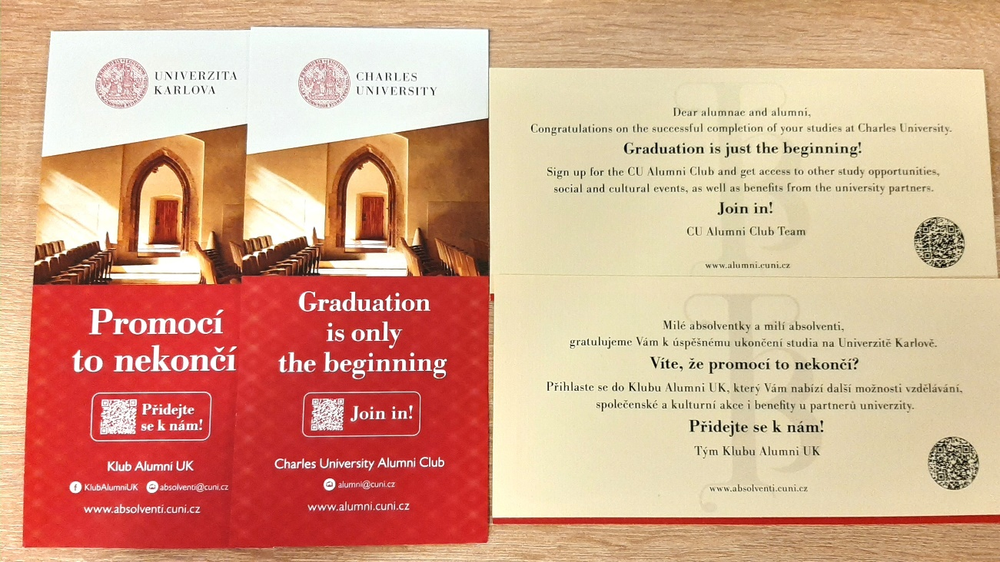 UNIVERZITA
KARLOVA
Promocí
to nekončí
Přidejte
se k nám!
Klub Alumni UK
KlubAlumniUK absolventi@cuni.cz
www.absolventi.cuni.cz
CHARLES
UNIVERSITY
Graduation
is only
the beginning
Join in!
Charles University Alumni Club
alumni@cuni.cz
www.alumni.cuni.cz
Dear alumnae and alumni,
Congratulations on the successful completion of your studies at Charles University.
Graduation is just the beginning!
Sign up for the CU Alumni Club and get access to other study opportunities,
social and cultural events, as well as benefits from the university partners.
Join in!
CU Alumni Club Team
www.alumni.cuni.cz
Milé absolventky a milí absolventi,
gratulujeme Vám k úspěšnému ukončení studia na Univerzitě Karlově.
Víte, že promocí to nekončí?
Přihlaste se do Klubu Alumni UK, který Vám nabízí další možnosti vzdělávání,
společenské a kulturní akce i benefity u partnerů univerzity.
Přidejte se k nám!
Tým Klubu Alumni UK
www.absolventi.cuni.cz